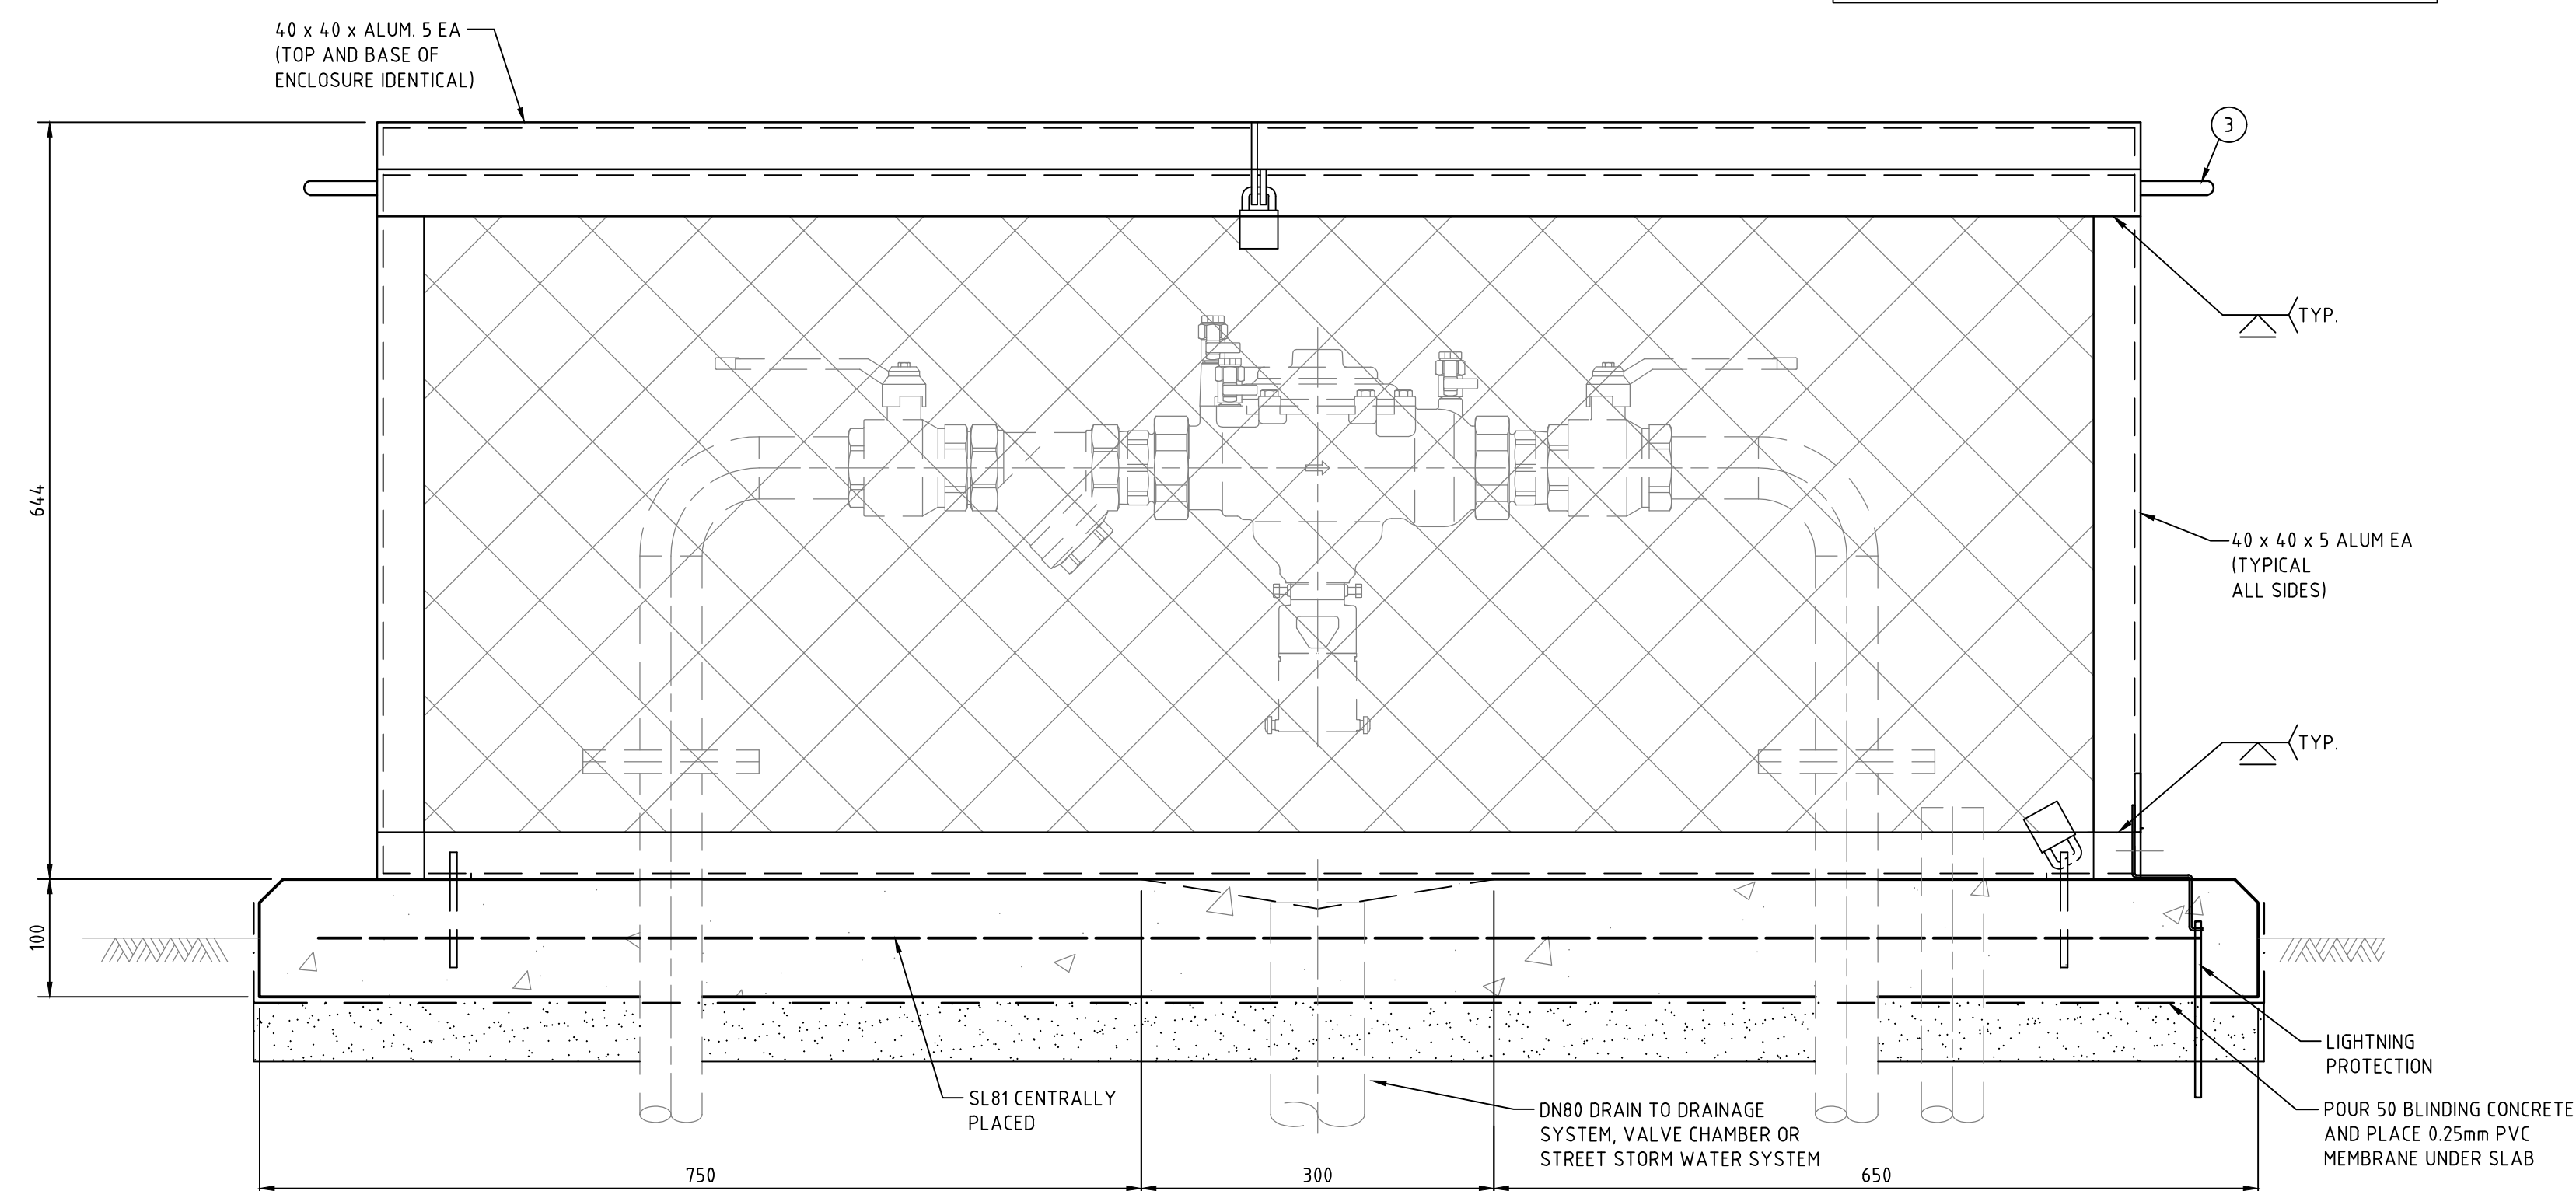 40 x 40 x ALUM. 5 EA
(TOP AND BASE OF
ENCLOSURE IDENTICAL)
3
TYP.
644
40 x 40 x 5 ALUM EA
(TYPICAL
ALL SIDES)
TYP.
100
LIGHTNING
PROTECTION
SL81 CENTRALLY
PLACED
DN80 DRAIN TO DRAINAGE
SYSTEM, VALVE CHAMBER OR
STREET STORM WATER SYSTEM
POUR 50 BLINDING CONCRETE
AND PLACE 0.25mm PVC
MEMBRANE UNDER SLAB
750
300
650